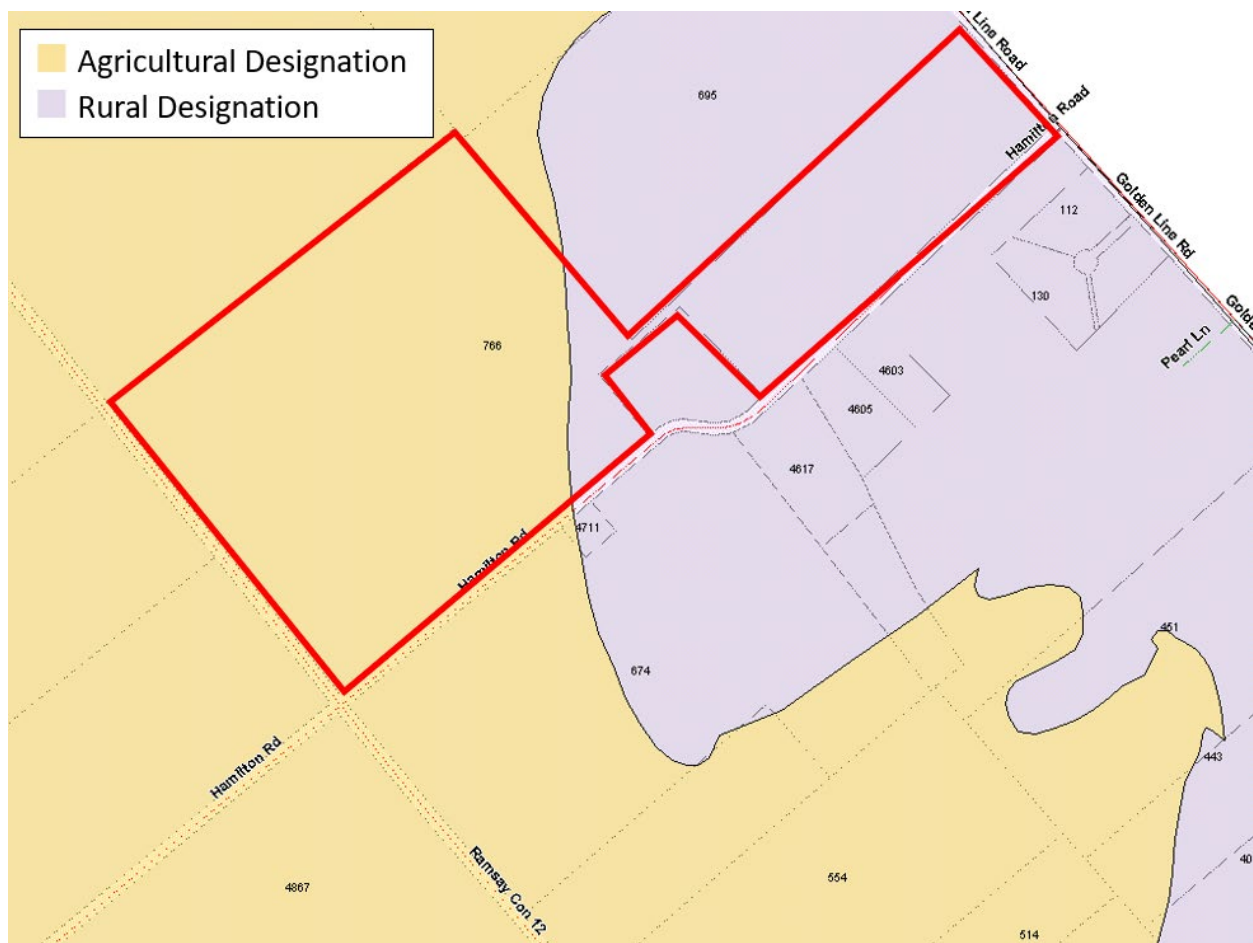 Agricultural Designation
Rural Designation
Line Road
695
Hamilton Road
Golden Line Rd
112
130
Pearl Ln
766
4603
4605
4617
4711
Hamilton Rd
451
674
443
Hamilton Rd
Ramsay Con 12
4867
554
514